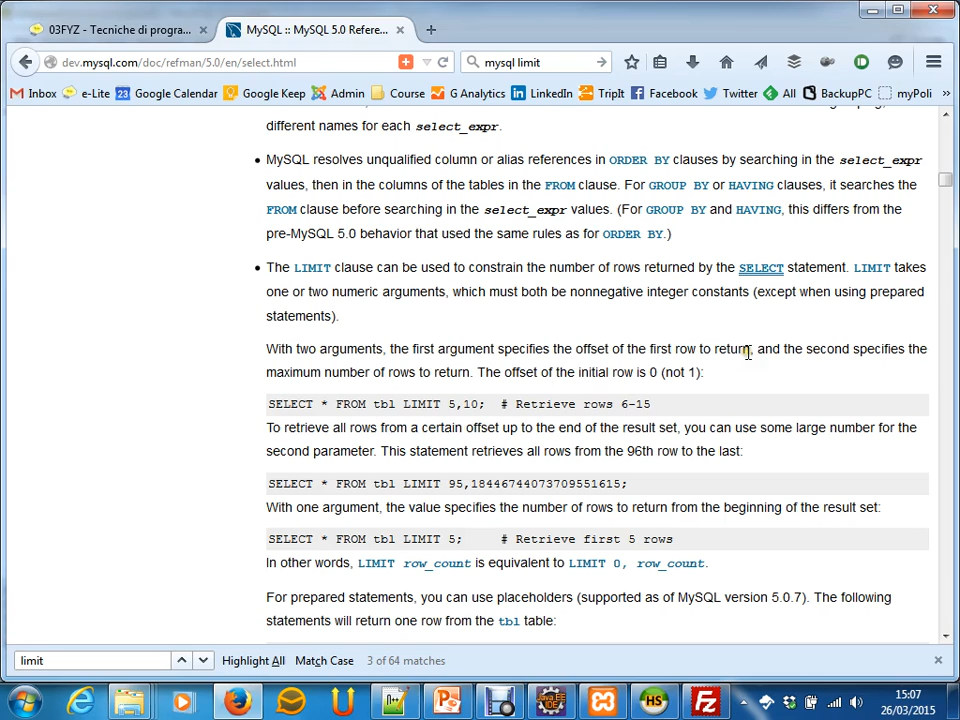 03FYZ - Tecniche di progra...
MySQL :: MySQL 5.0 Refere...
dev.mysql.com/doc/refman/5.0/en/select.html
mysql limit
Inbox e-Lite 23 Google Calendar Google Keep Admin Course G Analytics LinkedIn TripIt Facebook Twitter All BackupPC myPoli »
different names for each select_expr.
• MySQL resolves unqualified column or alias references in ORDER BY clauses by searching in the select_expr
values, then in the columns of the tables in the FROM clause. For GROUP BY or HAVING clauses, it searches the
FROM clause before searching in the select_expr values. (For GROUP BY and HAVING, this differs from the
pre-MySQL 5.0 behavior that used the same rules as for ORDER BY.)
• The LIMIT clause can be used to constrain the number of rows returned by the SELECT statement. LIMIT takes
one or two numeric arguments, which must both be nonnegative integer constants (except when using prepared
statements).
With two arguments, the first argument specifies the offset of the first row to return, and the second specifies the
maximum number of rows to return. The offset of the initial row is 0 (not 1):
SELECT * FROM tbl LIMIT 5,10;  # Retrieve rows 6-15
To retrieve all rows from a certain offset up to the end of the result set, you can use some large number for the
second parameter. This statement retrieves all rows from the 96th row to the last:
SELECT * FROM tbl LIMIT 95,18446744073709551615;
With one argument, the value specifies the number of rows to return from the beginning of the result set:
SELECT * FROM tbl LIMIT 5;     # Retrieve first 5 rows
In other words, LIMIT row_count is equivalent to LIMIT 0, row_count.
For prepared statements, you can use placeholders (supported as of MySQL version 5.0.7). The following
statements will return one row from the tbl table:
limit Highlight All Match Case 3 of 64 matches
15:07
26/03/2015